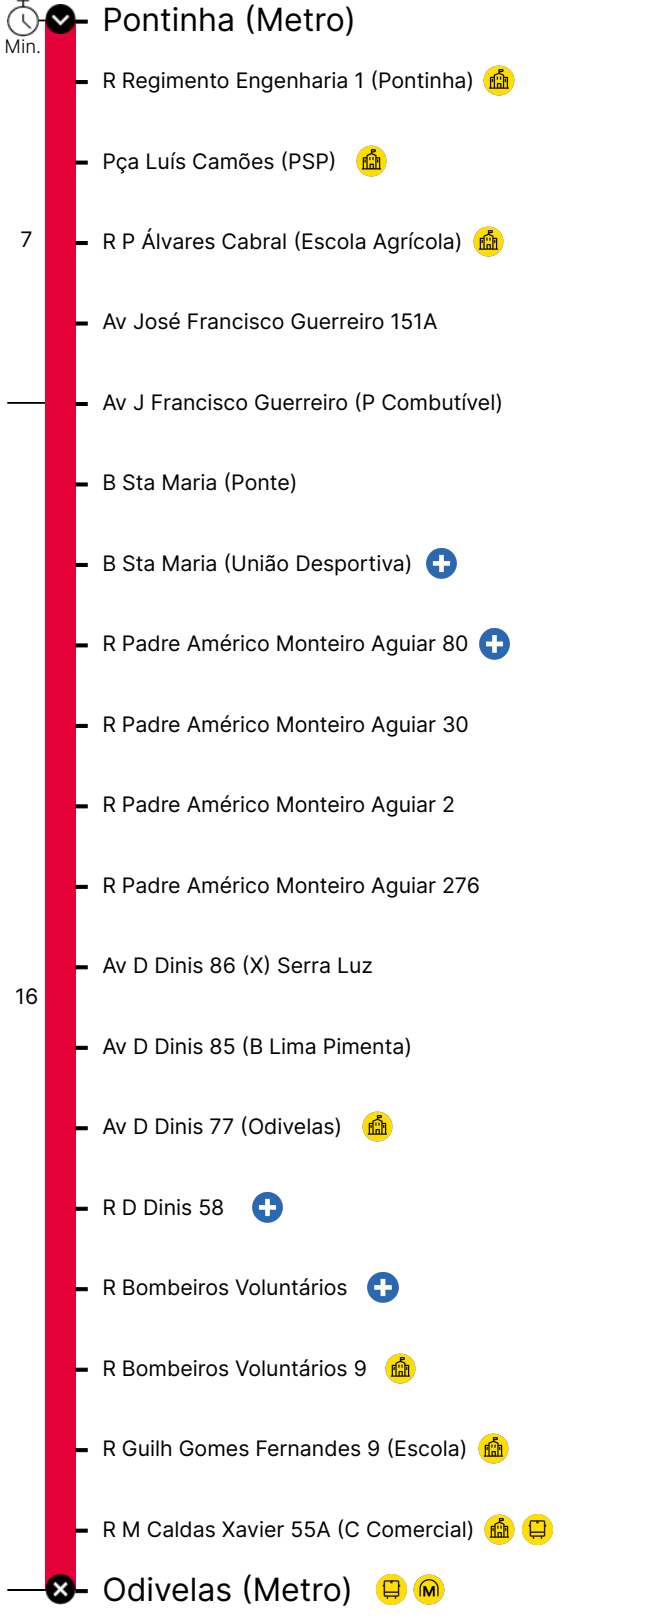 Pontinha (Metro)
Min.
R Regimento Engenharia 1 (Pontinha)
Pça Luís Camões (PSP)
7
R P Álvares Cabral (Escola Agrícola)
Av José Francisco Guerreiro 151A
Av J Francisco Guerreiro (P Combutível)
B Sta Maria (Ponte)
B Sta Maria (União Desportiva)
R Padre Américo Monteiro Aguiar 80
R Padre Américo Monteiro Aguiar 30
R Padre Américo Monteiro Aguiar 2
R Padre Américo Monteiro Aguiar 276
Av D Dinis 86 (X) Serra Luz
16
Av D Dinis 85 (B Lima Pimenta)
Av D Dinis 77 (Odivelas)
R D Dinis 58
R Bombeiros Voluntários
R Bombeiros Voluntários 9
R Guilh Gomes Fernandes 9 (Escola)
R M Caldas Xavier 55A (C Comercial)
Odivelas (Metro) M